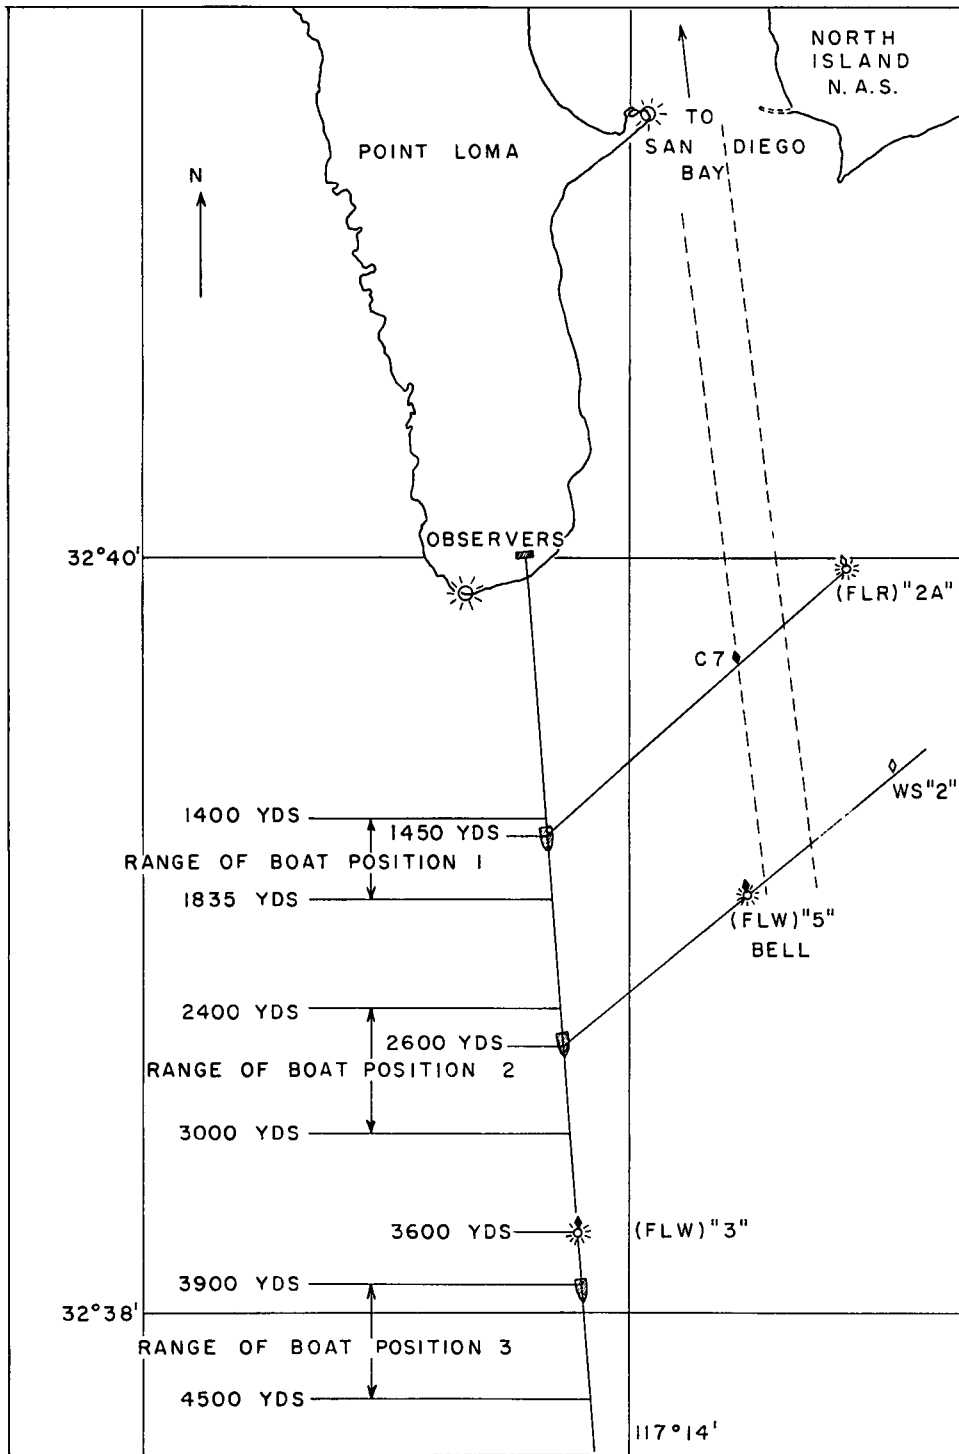 NORTH
ISLAND
N. A. S.
TO
SAN DIEGO
BAY
POINT LOMA
N
OBSERVERS
32°40'
(FLR) "2A"
C7
WS "2"
1400 YDS
1450 YDS
RANGE OF BOAT POSITION 1
1835 YDS
(FLW) "5"
BELL
2400 YDS
2600 YDS
RANGE OF BOAT POSITION 2
3000 YDS
3600 YDS
(FLW) "3"
3900 YDS
32°38'
RANGE OF BOAT POSITION 3
4500 YDS
117°14'